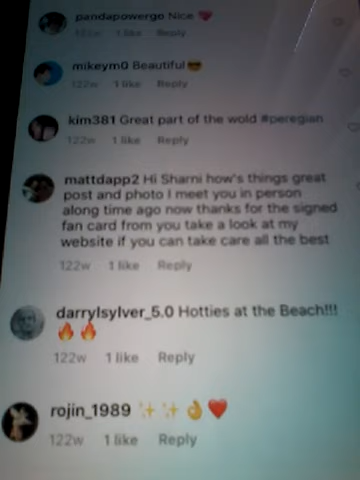 pandapowergo Nice 💗
122w 1 like Reply
mikeym0 Beautiful 😎
122w 1 like Reply
kim381 Great part of the wold #peregian
122w 1 like Reply
mattdapp2 Hi Sharni how's things great
post and photo I meet you in person
along time ago now thanks for the signed
fan card from you take a look at my
website if you can take care all the best
122w 1 like Reply
darrylsylver_5.0 Hotties at the Beach!!!
🔥🔥
122w 1 like Reply
rojin_1989 ✨✨👌❤️
122w 1 like Reply